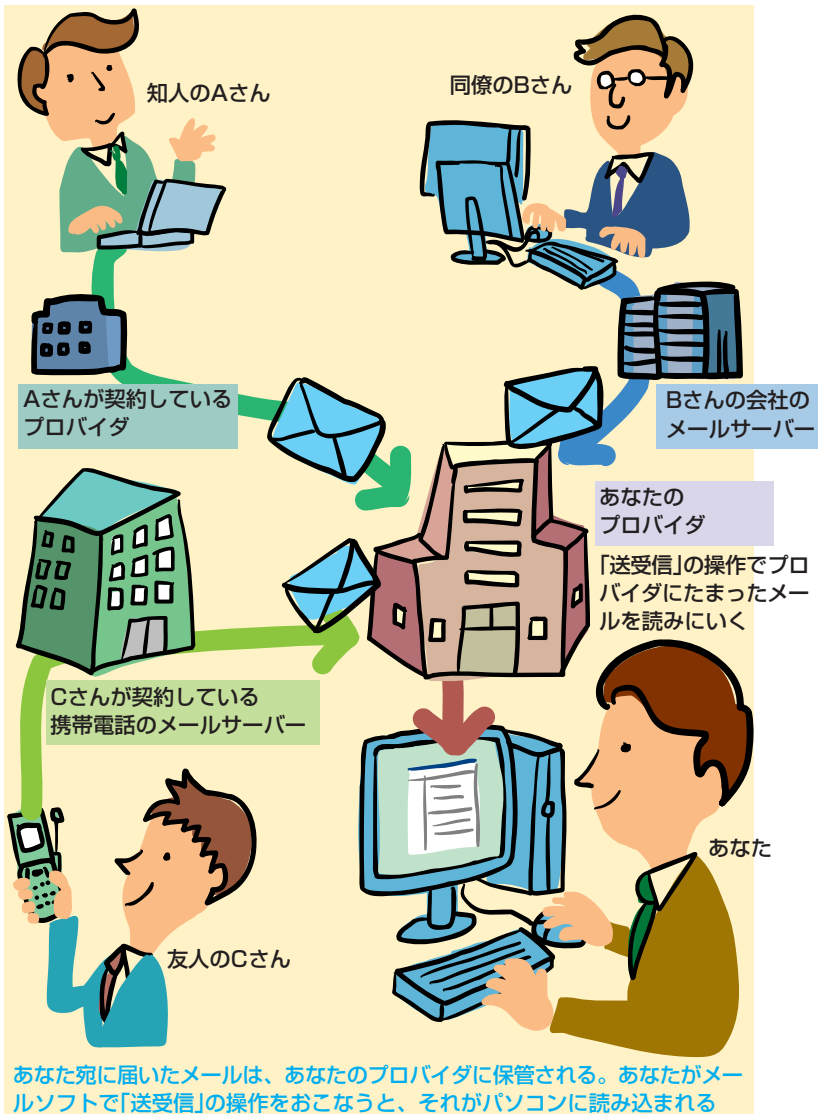 知人のAさん
同僚のBさん
Aさんが契約している
プロバイダ
Bさんの会社の
メールサーバー
あなたの
プロバイダ
「送受信」の操作でプロ
バイダにたまったメー
ルを読みにいく
Cさんが契約している
携帯電話のメールサーバー
あなた
友人のCさん
あなた宛に届いたメールは、あなたのプロバイダに保管される。あなたがメー
ルソフトで「送受信」の操作をおこなうと、それがパソコンに読み込まれる